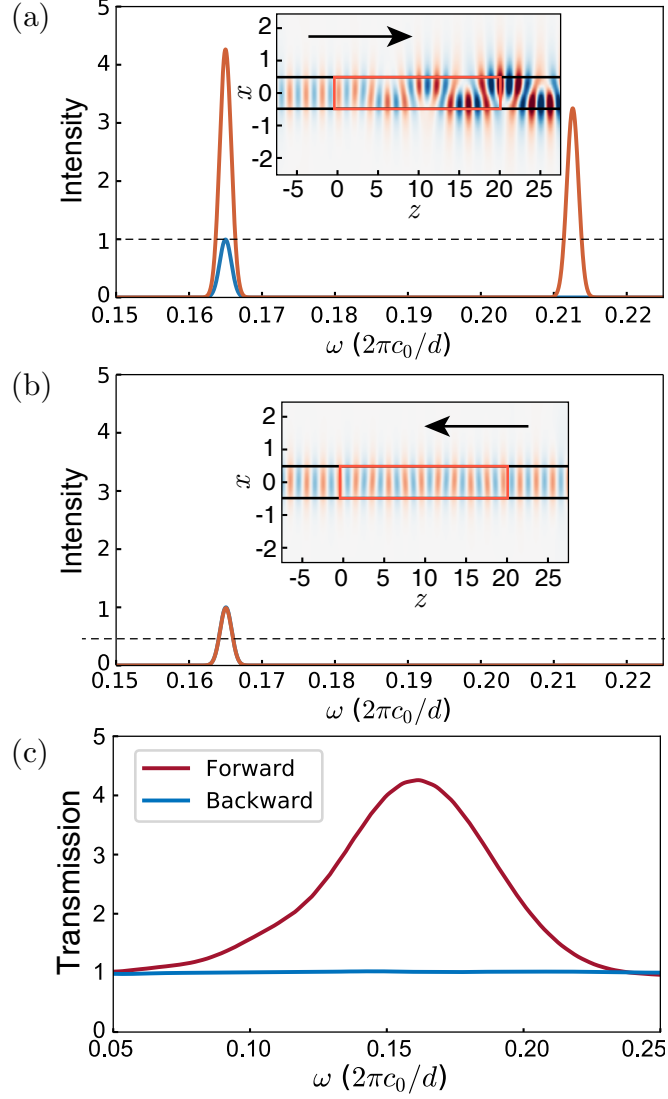 (a)
5
4
3
2
1
0
Intensity
2
1
0
-1
-2
x
-5 0 5 10 15 20 25
z
0.15 0.16 0.17 0.18 0.19 0.20 0.21 0.22
ω (2πc₀/d)
(b)
5
4
3
2
1
0
Intensity
2
1
0
-1
-2
x
-5 0 5 10 15 20 25
z
0.15 0.16 0.17 0.18 0.19 0.20 0.21 0.22
ω (2πc₀/d)
(c)
5
4
3
2
1
0
Transmission
Forward
Backward
0.05 0.10 0.15 0.20 0.25
ω (2πc₀/d)